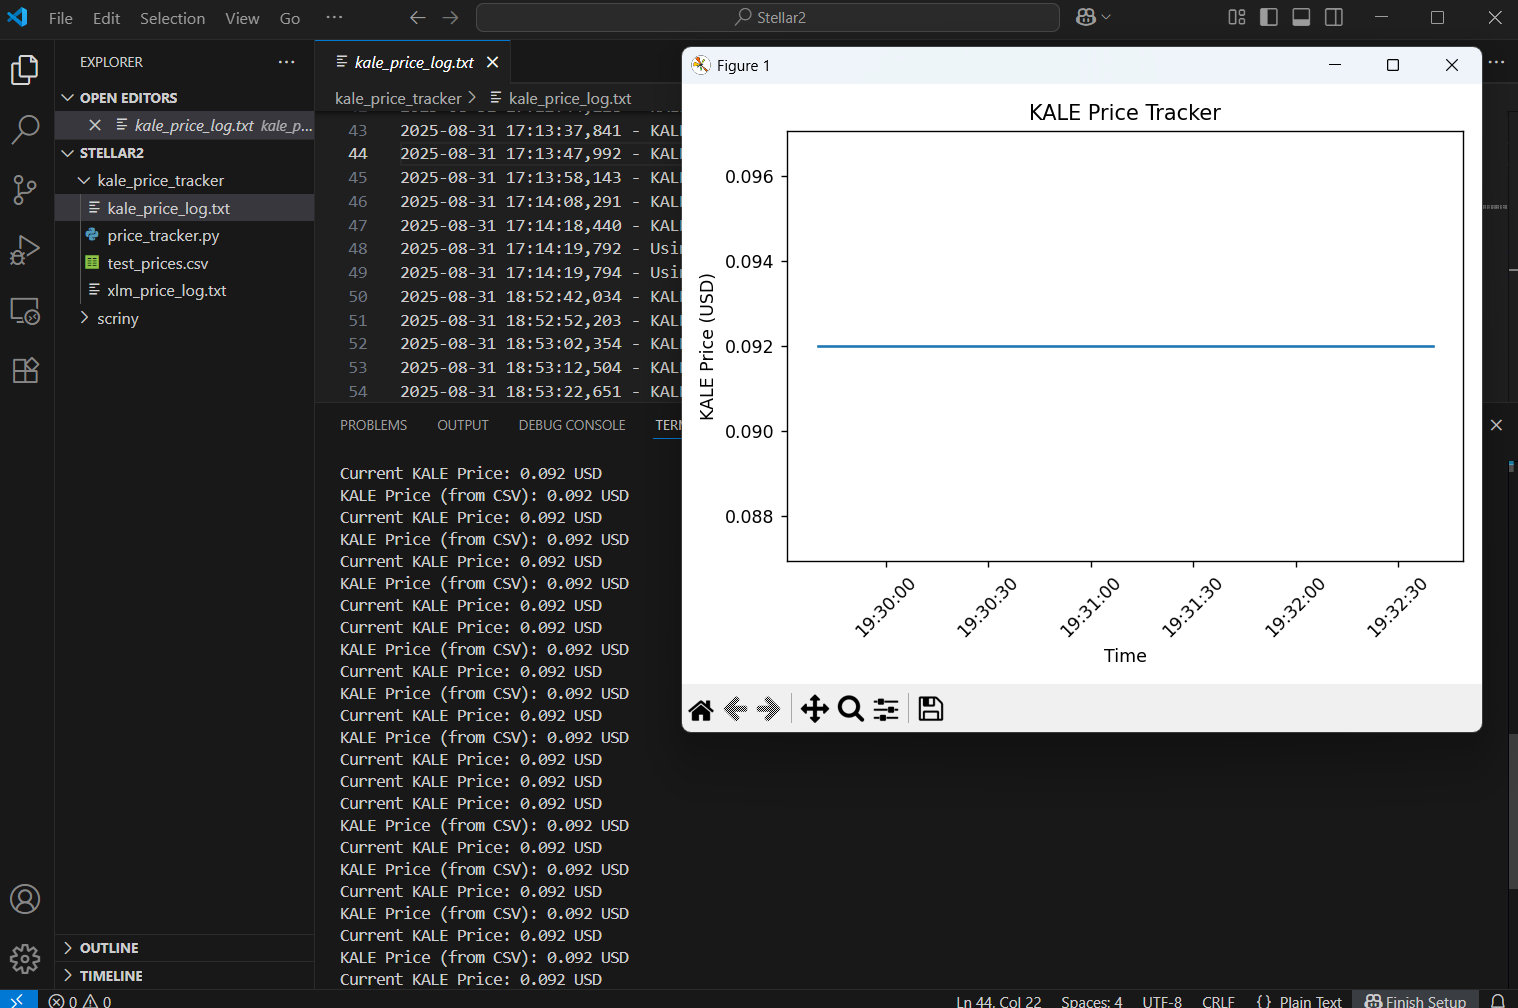 File Edit Selection View Go ··· Stellar2
EXPLORER
OPEN EDITORS
kale_price_log.txt kale_p...
STELLAR2
kale_price_tracker
kale_price_log.txt
price_tracker.py
test_prices.csv
xlm_price_log.txt
scriny
OUTLINE
TIMELINE
kale_price_log.txt
kale_price_tracker > kale_price_log.txt
43 2025-08-31 17:13:37,841 - KAL
44 2025-08-31 17:13:47,992 - KAL
45 2025-08-31 17:13:58,143 - KAL
46 2025-08-31 17:14:08,291 - KAL
47 2025-08-31 17:14:18,440 - KAL
48 2025-08-31 17:14:19,792 - Usi
49 2025-08-31 17:14:19,794 - Usi
50 2025-08-31 18:52:42,034 - KAL
51 2025-08-31 18:52:52,203 - KAL
52 2025-08-31 18:53:02,354 - KAL
53 2025-08-31 18:53:12,504 - KAL
54 2025-08-31 18:53:22,651 - KAL
PROBLEMS OUTPUT DEBUG CONSOLE TERM
Current KALE Price: 0.092 USD
KALE Price (from CSV): 0.092 USD
Current KALE Price: 0.092 USD
KALE Price (from CSV): 0.092 USD
Current KALE Price: 0.092 USD
KALE Price (from CSV): 0.092 USD
Current KALE Price: 0.092 USD
Current KALE Price: 0.092 USD
KALE Price (from CSV): 0.092 USD
Current KALE Price: 0.092 USD
KALE Price (from CSV): 0.092 USD
Current KALE Price: 0.092 USD
KALE Price (from CSV): 0.092 USD
Current KALE Price: 0.092 USD
Current KALE Price: 0.092 USD
Current KALE Price: 0.092 USD
KALE Price (from CSV): 0.092 USD
Current KALE Price: 0.092 USD
KALE Price (from CSV): 0.092 USD
Current KALE Price: 0.092 USD
KALE Price (from CSV): 0.092 USD
Current KALE Price: 0.092 USD
KALE Price (from CSV): 0.092 USD
Current KALE Price: 0.092 USD
Figure 1
KALE Price Tracker
KALE Price (USD)
0.096
0.094
0.092
0.090
0.088
19:30:00 19:30:30 19:31:00 19:31:30 19:32:00 19:32:30
Time
0 0 Ln 44, Col 22 Spaces: 4 UTF-8 CRLF {} Plain Text Finish Setup